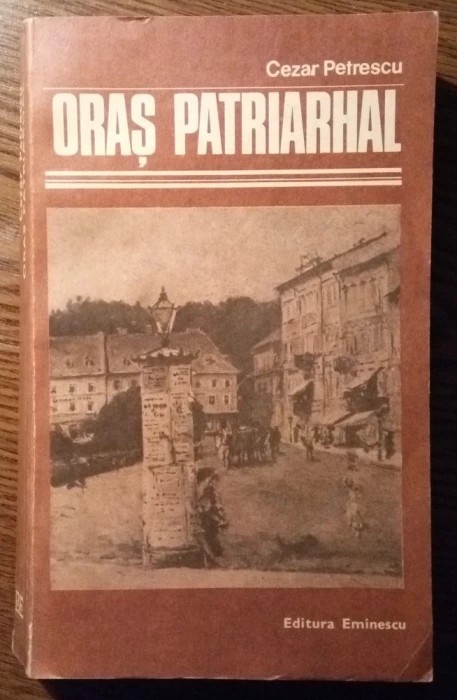 Cezar Petrescu
ORAȘ PATRIARHAL
Editura Eminescu